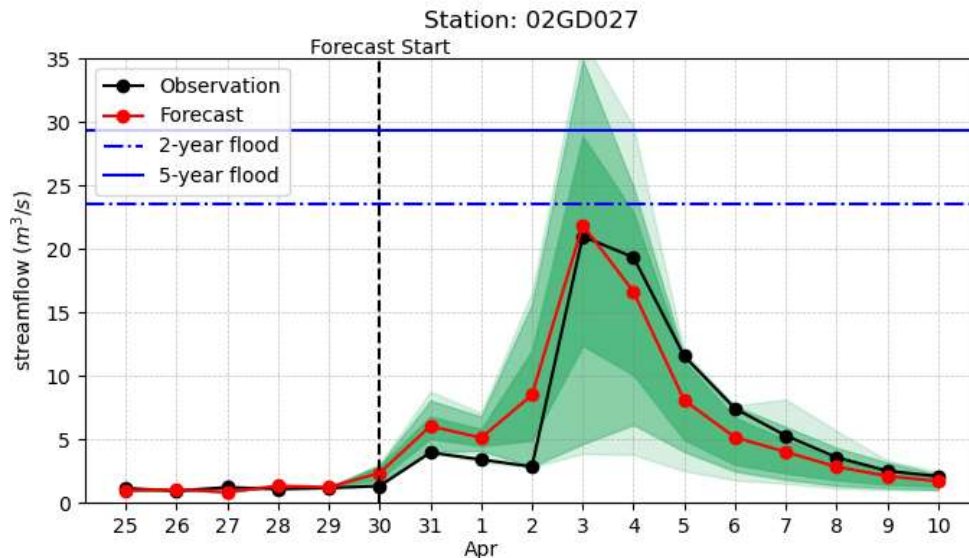 Station: 02GD027
Forecast Start
Observation
Forecast
2-year flood
5-year flood
streamflow (m³/s)
35
30
25
20
15
10
5
0
25 26 27 28 29 30 31 1 2 3 4 5 6 7 8 9 10
Apr